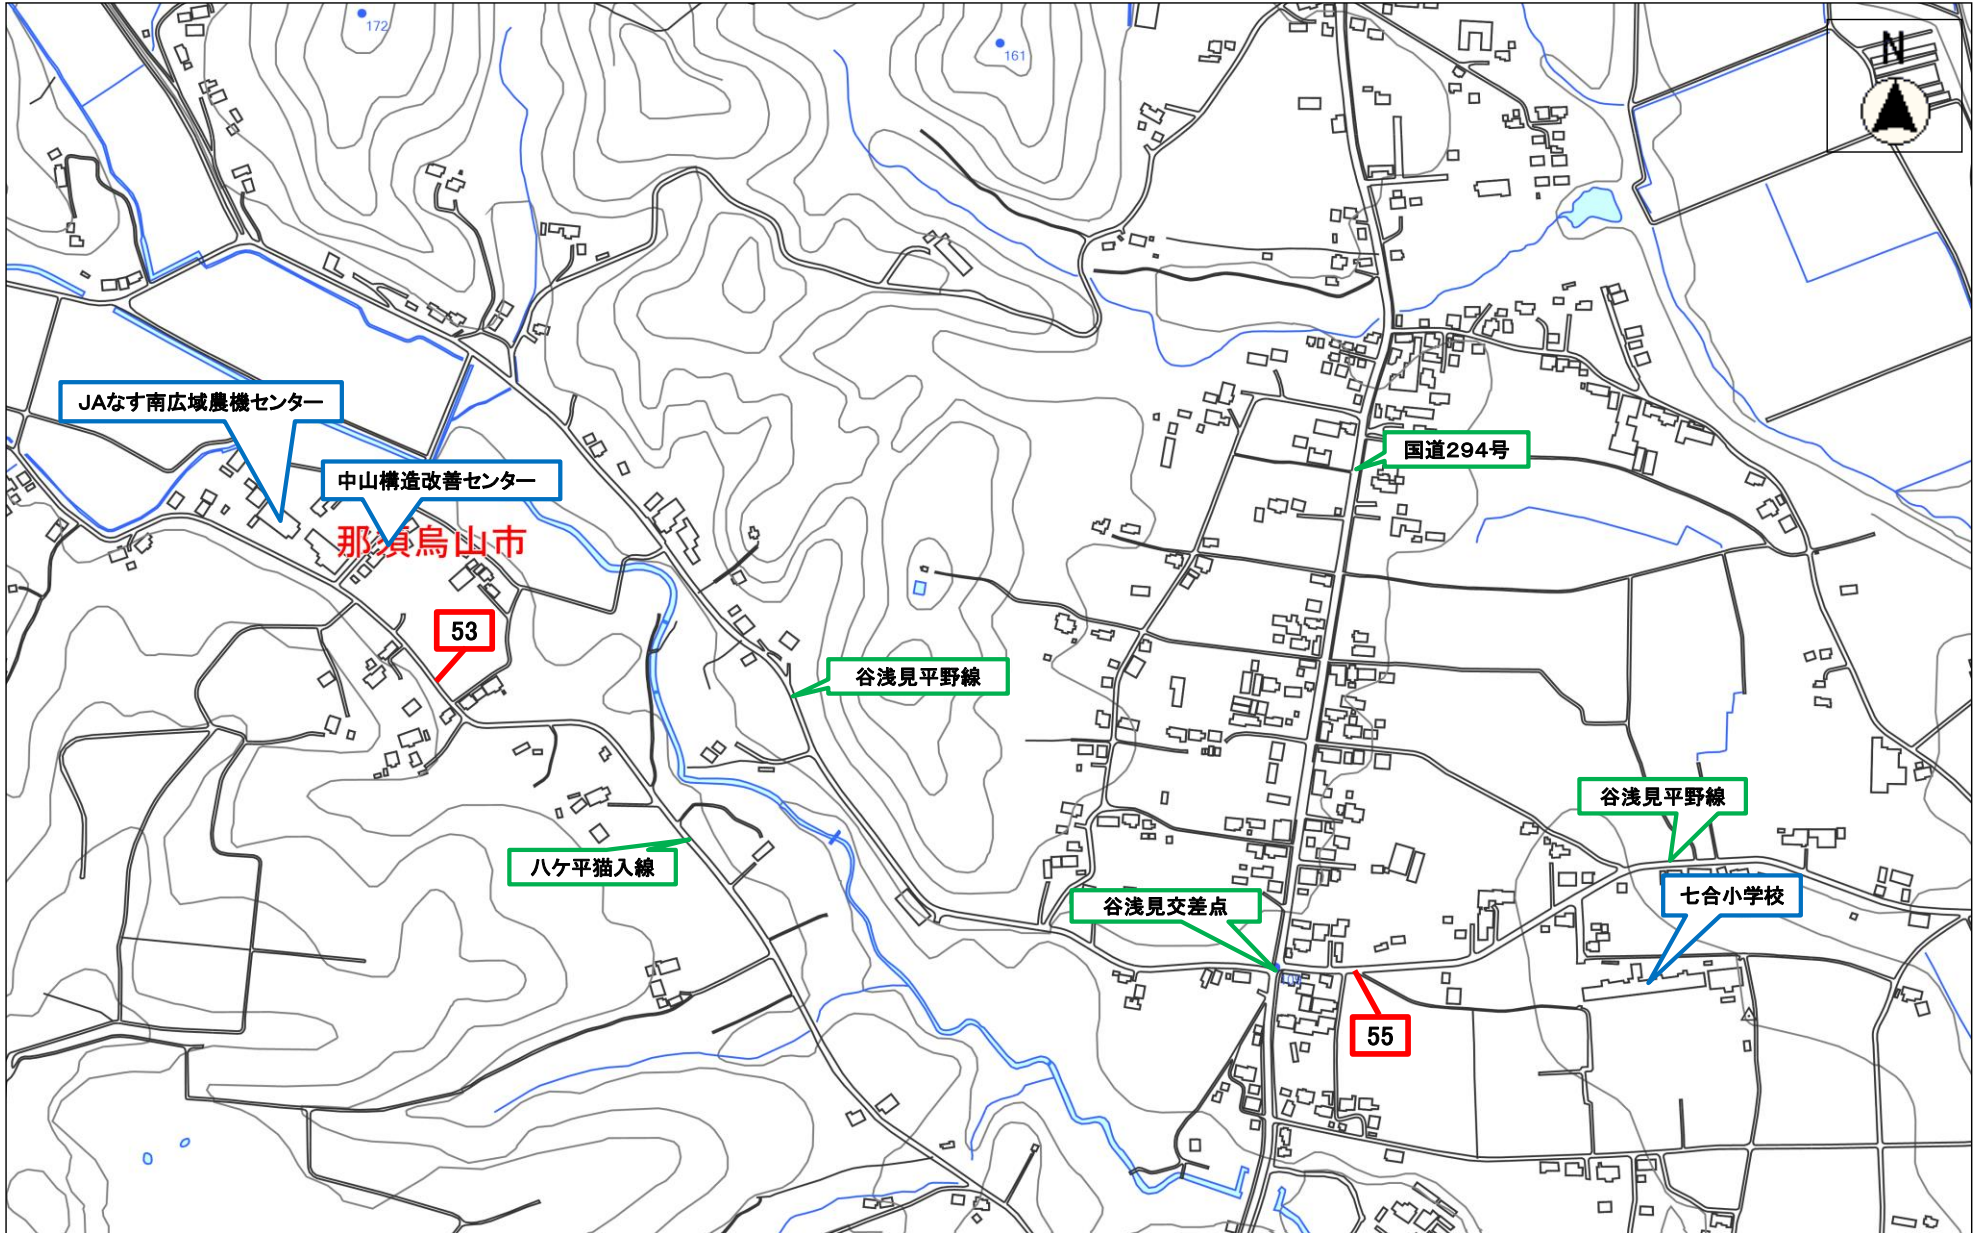 172
161
N
JAなす南広域農機センター
国道294号
中山構造改善センター
那須烏山市
53
谷浅見平野線
谷浅見平野線
八ケ平猫入線
七合小学校
谷浅見交差点
55